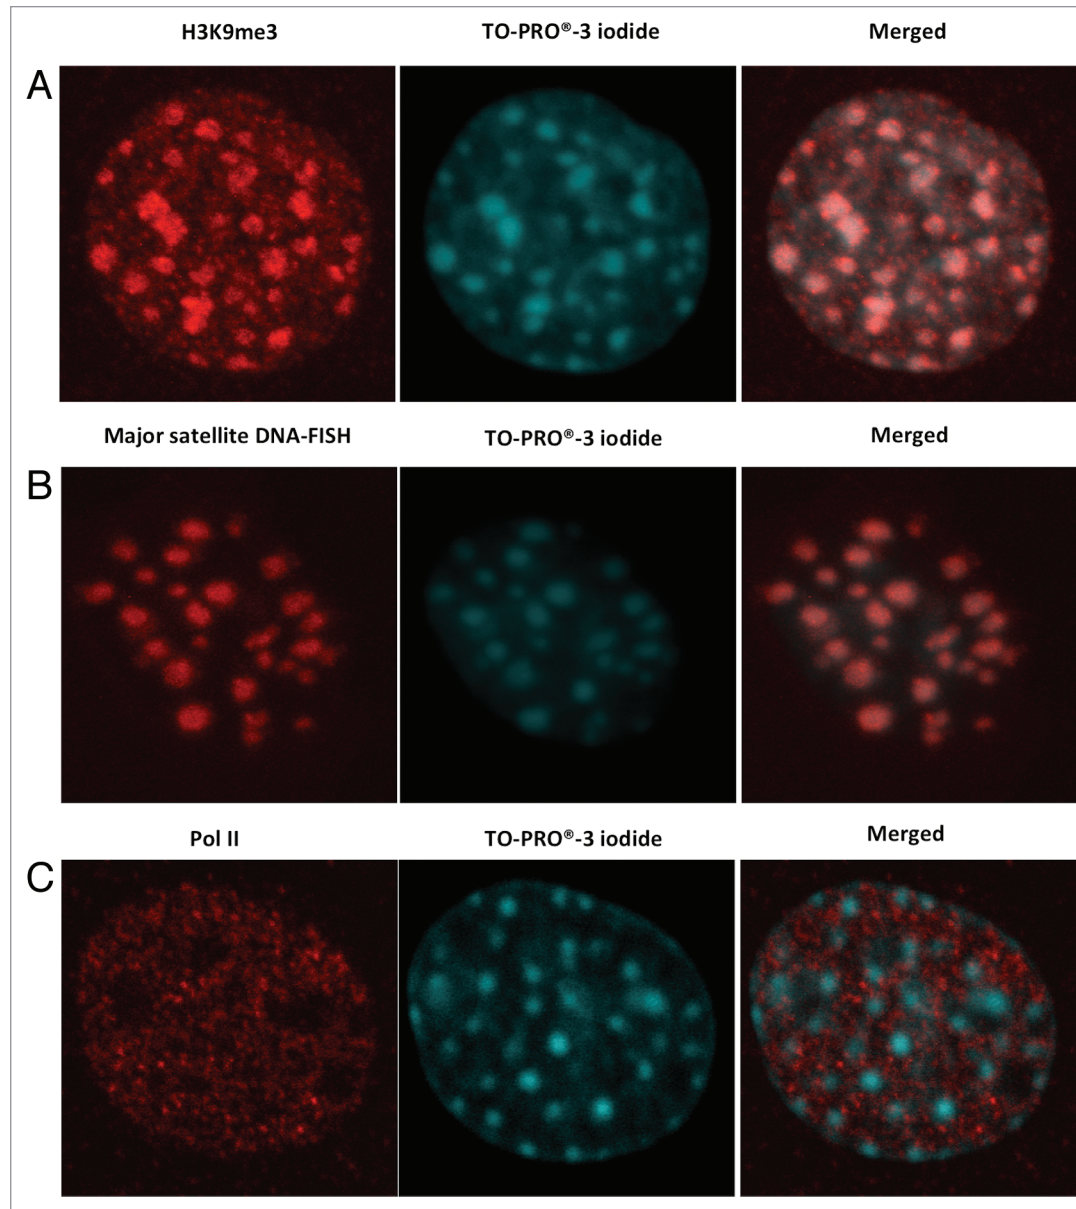 H3K9me3 TO-PRO®-3 iodide Merged
A
Major satellite DNA-FISH TO-PRO®-3 iodide Merged
B
Pol II TO-PRO®-3 iodide Merged
C